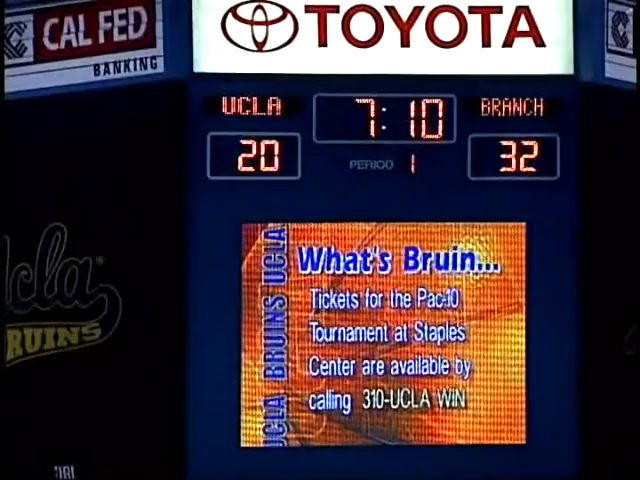 CAL FED
BANKING
TOYOTA
UCLA 7:10 BRANCH
20 PERIOD 1 32
UCLA BRUINS UCLA
What's Bruin...
Tickets for the Pac-10
Tournament at Staples
Center are available by
calling 310-UCLA WIN
Ucla
BRUINS